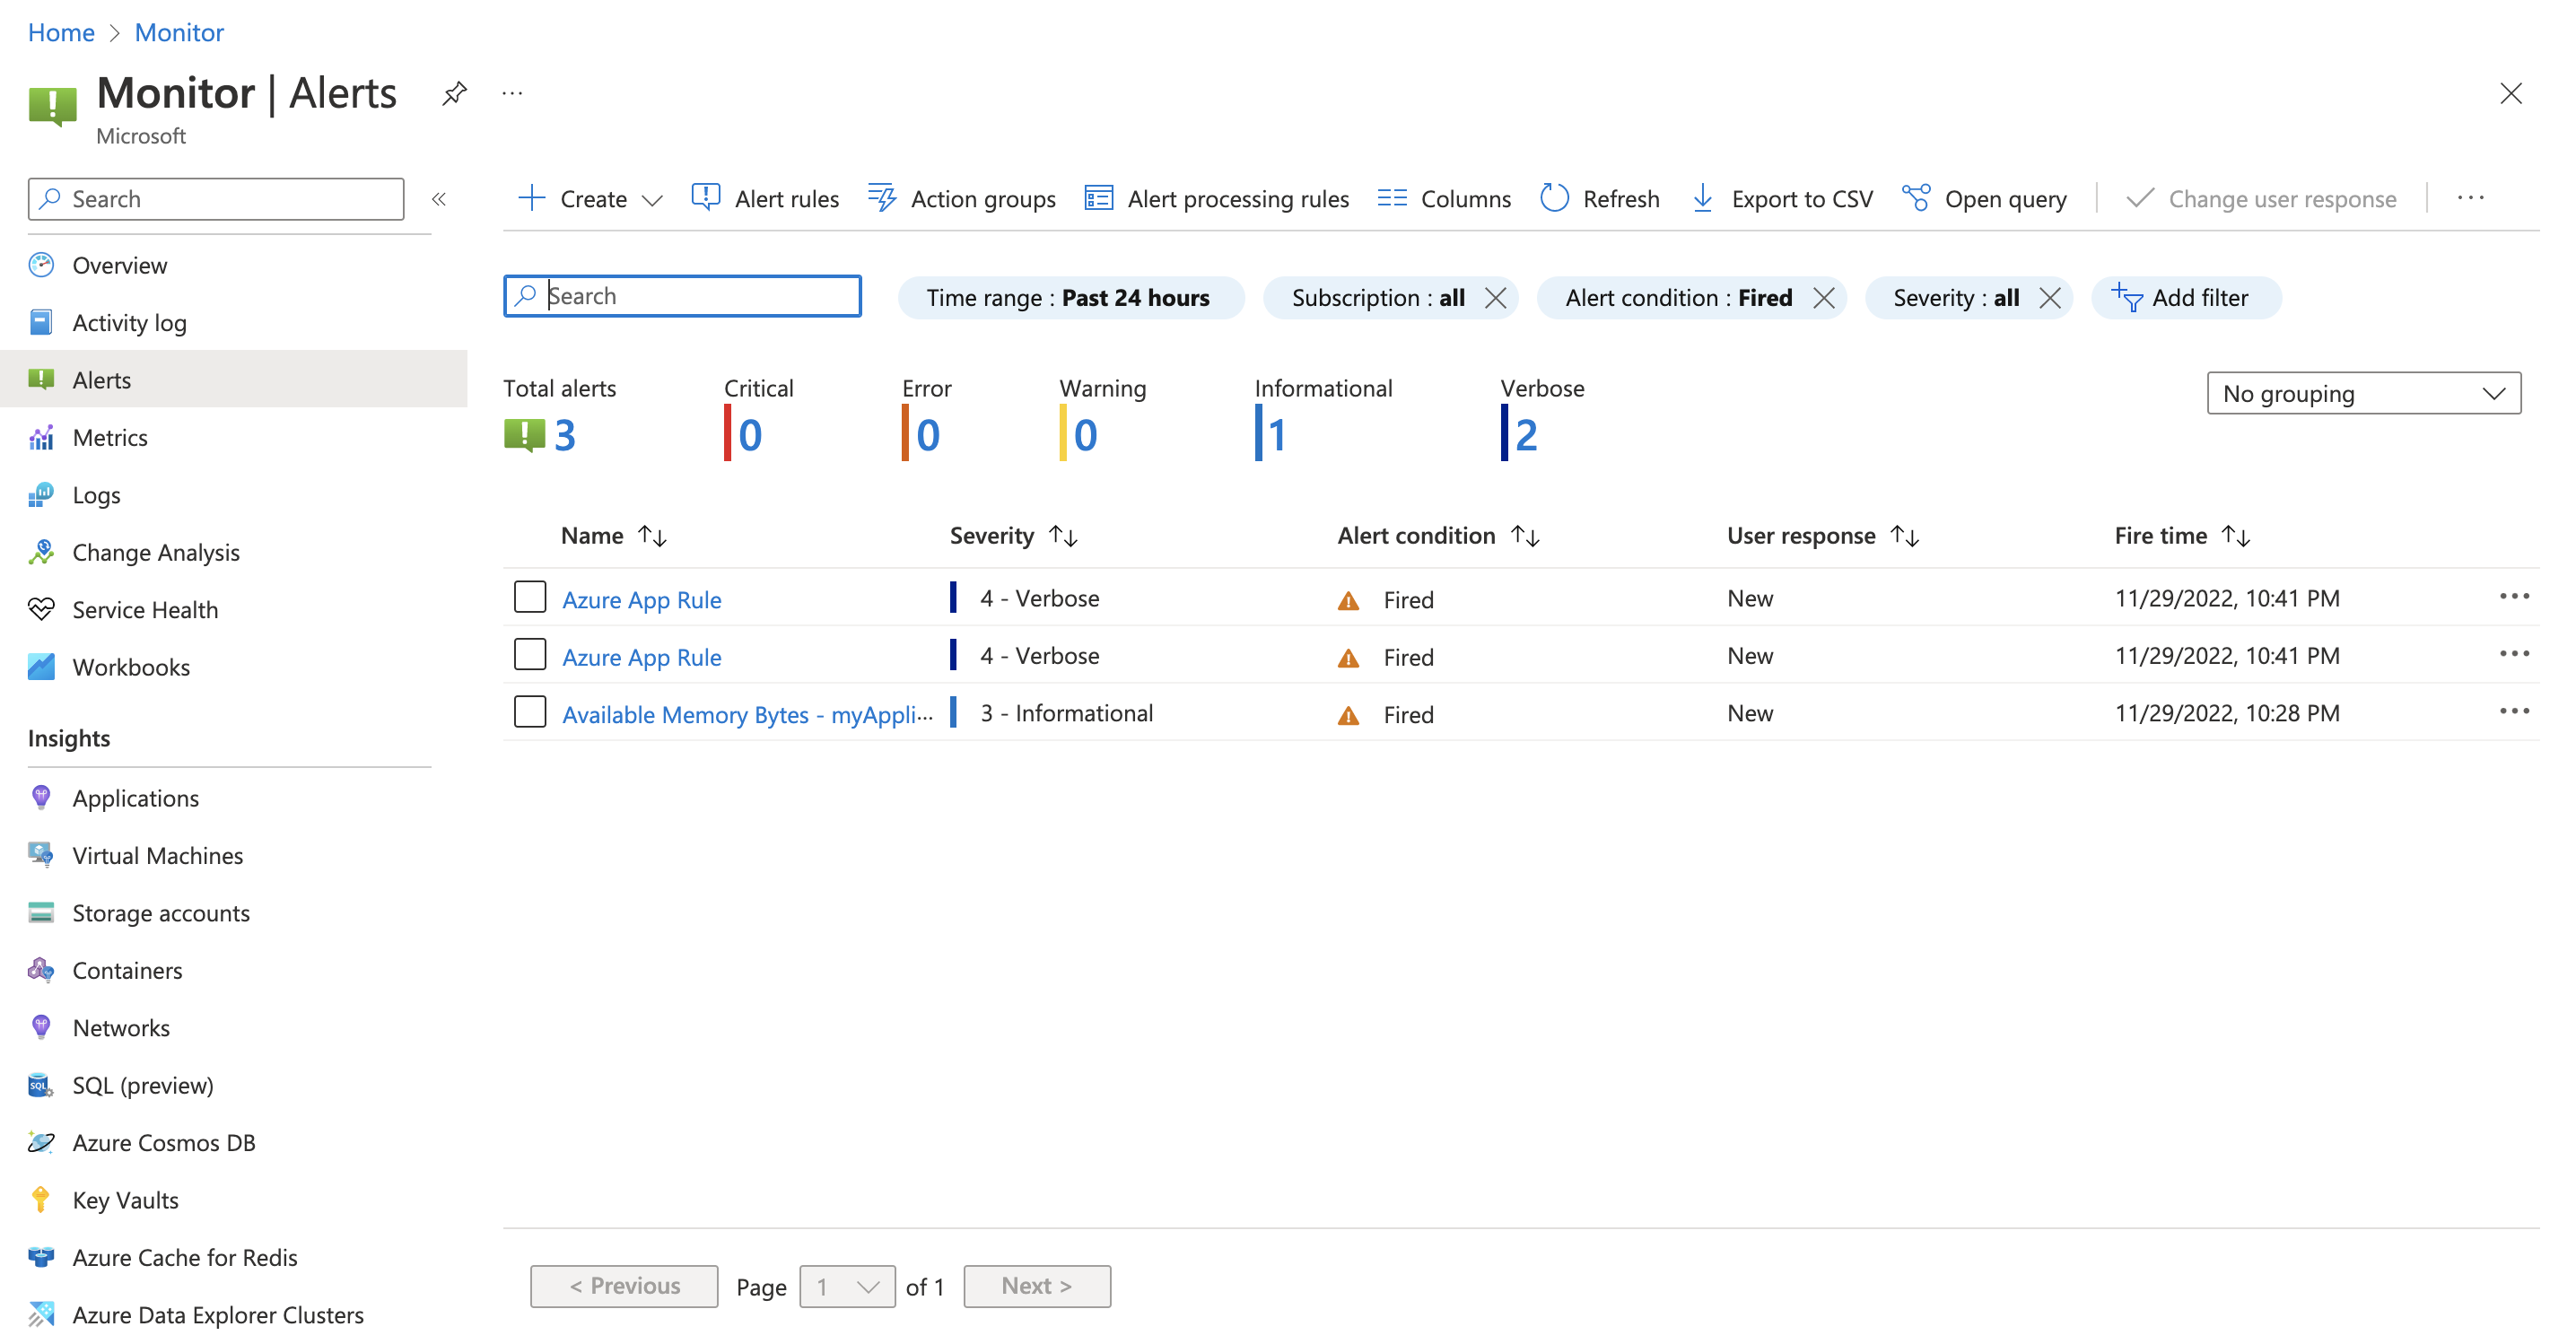 Home > Monitor
Monitor | Alerts
Microsoft
Search
Overview
Activity log
Alerts
Metrics
Logs
Change Analysis
Service Health
Workbooks
Insights
Applications
Virtual Machines
Storage accounts
Containers
Networks
SQL (preview)
Azure Cosmos DB
Key Vaults
Azure Cache for Redis
Azure Data Explorer Clusters
Create Alert rules Action groups Alert processing rules Columns Refresh Export to CSV Open query Change user response
Search Time range : Past 24 hours Subscription : all Alert condition : Fired Severity : all Add filter
Total alerts Critical Error Warning Informational Verbose
3 0 0 0 1 2
No grouping
Name Severity Alert condition User response Fire time
Azure App Rule 4 - Verbose Fired New 11/29/2022, 10:41 PM
Azure App Rule 4 - Verbose Fired New 11/29/2022, 10:41 PM
Available Memory Bytes - myAppli... 3 - Informational Fired New 11/29/2022, 10:28 PM
< Previous Page 1 of 1 Next >